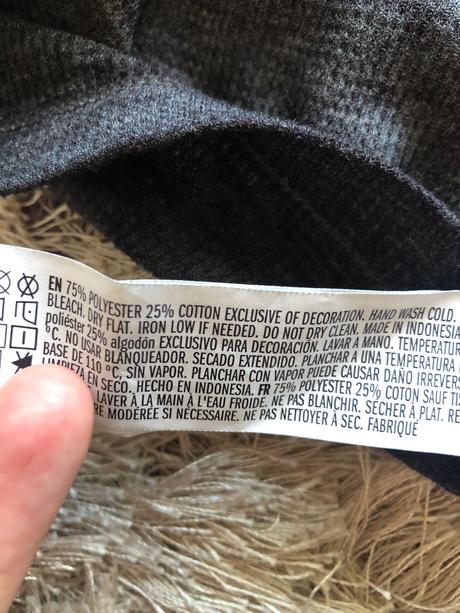 EN 75% POLYESTER 25% COTTON EXCLUSIVE OF DECORATION. HAND WASH COLD.
BLEACH. DRY FLAT. IRON LOW IF NEEDED. DO NOT DRY CLEAN. MADE IN INDONESIA
poliéster 25% algodón EXCLUSIVO PARA DECORACIÓN. LAVAR A MANO. TEMPERATUR
°C. NO USAR BLANQUEADOR. SECADO EXTENDIDO. PLANCHAR A UNA TEMPERATURA
BASE DE 110 °C, SIN VAPOR. PLANCHAR CON VAPOR PUEDE CAUSAR DAÑO IRREVERS
LIMPIEZA EN SECO. HECHO EN INDONESIA. FR 75% POLYESTER 25% COTON SAUF TIS
LAVER À LA MAIN À L'EAU FROIDE. NE PAS BLANCHIR. SÉCHER À PLAT. RE
RE MODÉRÉE SI NÉCESSAIRE. NE PAS NETTOYER À SEC. FABRIQUÉ